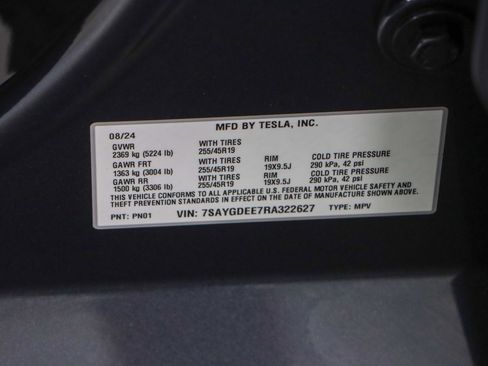 MFD BY TESLA, INC.
08/24
GVWR WITH TIRES
2369 kg (5224 lb) 255/45R19
GAWR FRT WITH TIRES RIM COLD TIRE PRESSURE
1363 kg (3004 lb) 255/45R19 19X9.5J 290 kPa, 42 psi
GAWR RR WITH TIRES RIM COLD TIRE PRESSURE
1500 kg (3306 lb) 255/45R19 19X9.5J 290 kPa, 42 psi
THIS VEHICLE CONFORMS TO ALL APPLICABLE U.S. FEDERAL MOTOR VEHICLE SAFETY AND
THEFT PREVENTION STANDARDS IN EFFECT ON THE DATE OF MANUFACTURE SHOWN ABOVE.
PNT: PN01 VIN: 7SAYGDEE7RA322627 TYPE: MPV